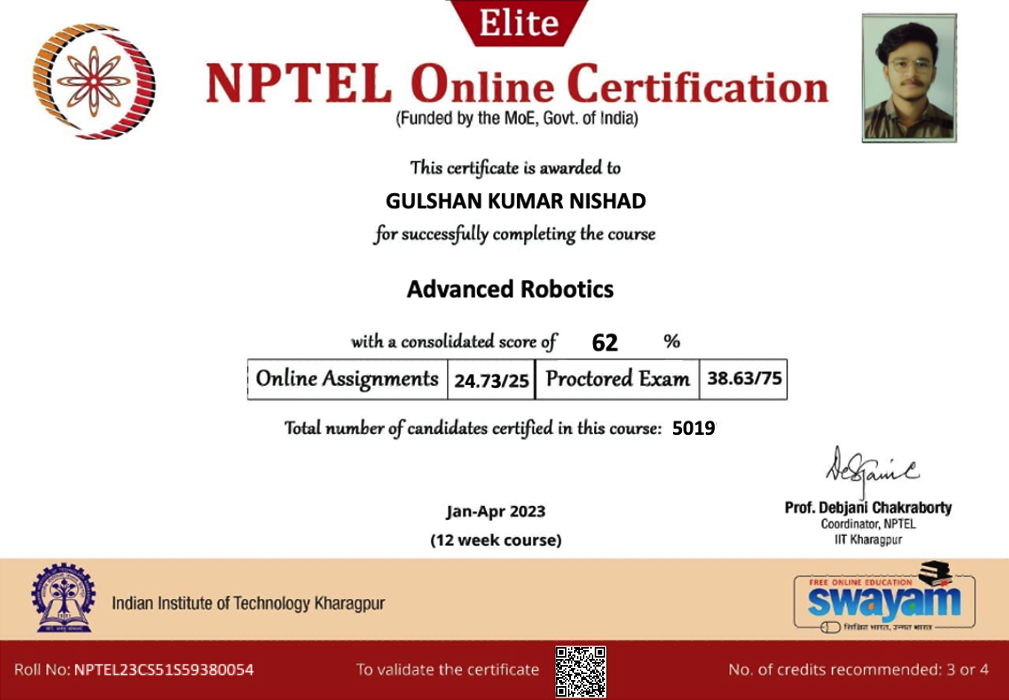 Elite
NPTEL Online Certification
(Funded by the MoE, Govt. of India)
This certificate is awarded to
GULSHAN KUMAR NISHAD
for successfully completing the course
Advanced Robotics
with a consolidated score of 62 %
Online Assignments 24.73/25 Proctored Exam 38.63/75
Total number of candidates certified in this course: 5019
Prof. Debjani Chakraborty
Coordinator, NPTEL
IIT Kharagpur
Jan-Apr 2023
(12 week course)
Indian Institute of Technology Kharagpur
FREE ONLINE EDUCATION
swayam
शिक्षित भारत, उन्नत भारत
Roll No: NPTEL23CS51S59380054 To validate the certificate No. of credits recommended: 3 or 4